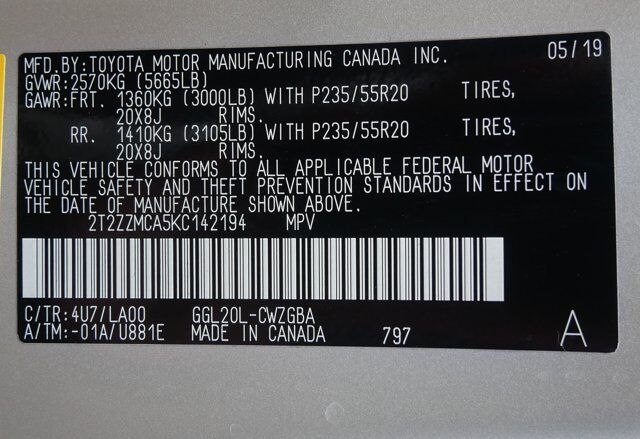 MFD.BY:TOYOTA MOTOR MANUFACTURING CANADA INC. 05/19
GVWR:2570KG (5665LB)
GAWR:FRT. 1360KG (3000LB) WITH P235/55R20 TIRES,
20X8J RIMS.
RR. 1410KG (3105LB) WITH P235/55R20 TIRES,
20X8J RIMS.
THIS VEHICLE CONFORMS TO ALL APPLICABLE FEDERAL MOTOR
VEHICLE SAFETY AND THEFT PREVENTION STANDARDS IN EFFECT ON
THE DATE OF MANUFACTURE SHOWN ABOVE.
2T2ZZMCA5KC142194 MPV
C/TR: 4U7/LA00 GGL20L-CWZGBA
A/TM:-01A/U881E MADE IN CANADA 797 A